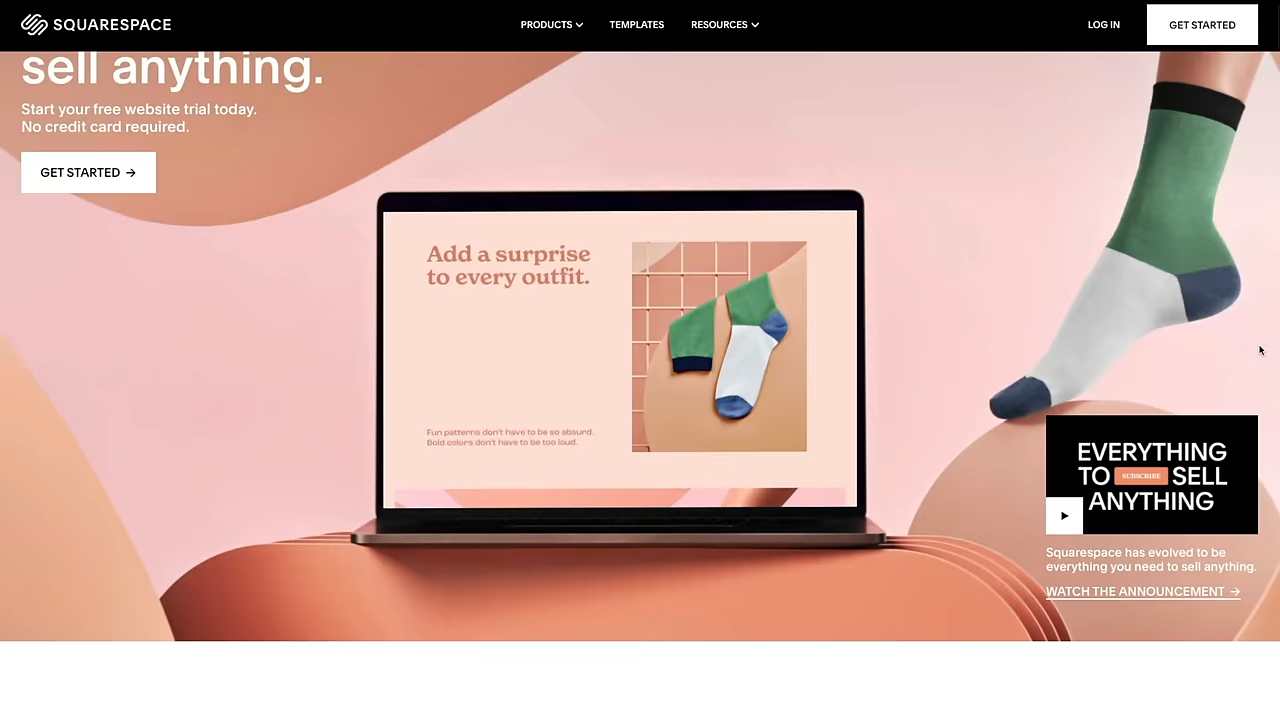 SQUARESPACE
PRODUCTS
TEMPLATES
RESOURCES
LOG IN
GET STARTED
sell anything.
Start your free website trial today.
No credit card required.
GET STARTED →
Add a surprise
to every outfit.
Fun patterns don't have to be so absurd.
Bold colors don't have to be too loud.
EVERYTHING
TO SUBSCRIBE SELL
ANYTHING
Squarespace has evolved to be
everything you need to sell anything.
WATCH THE ANNOUNCEMENT →